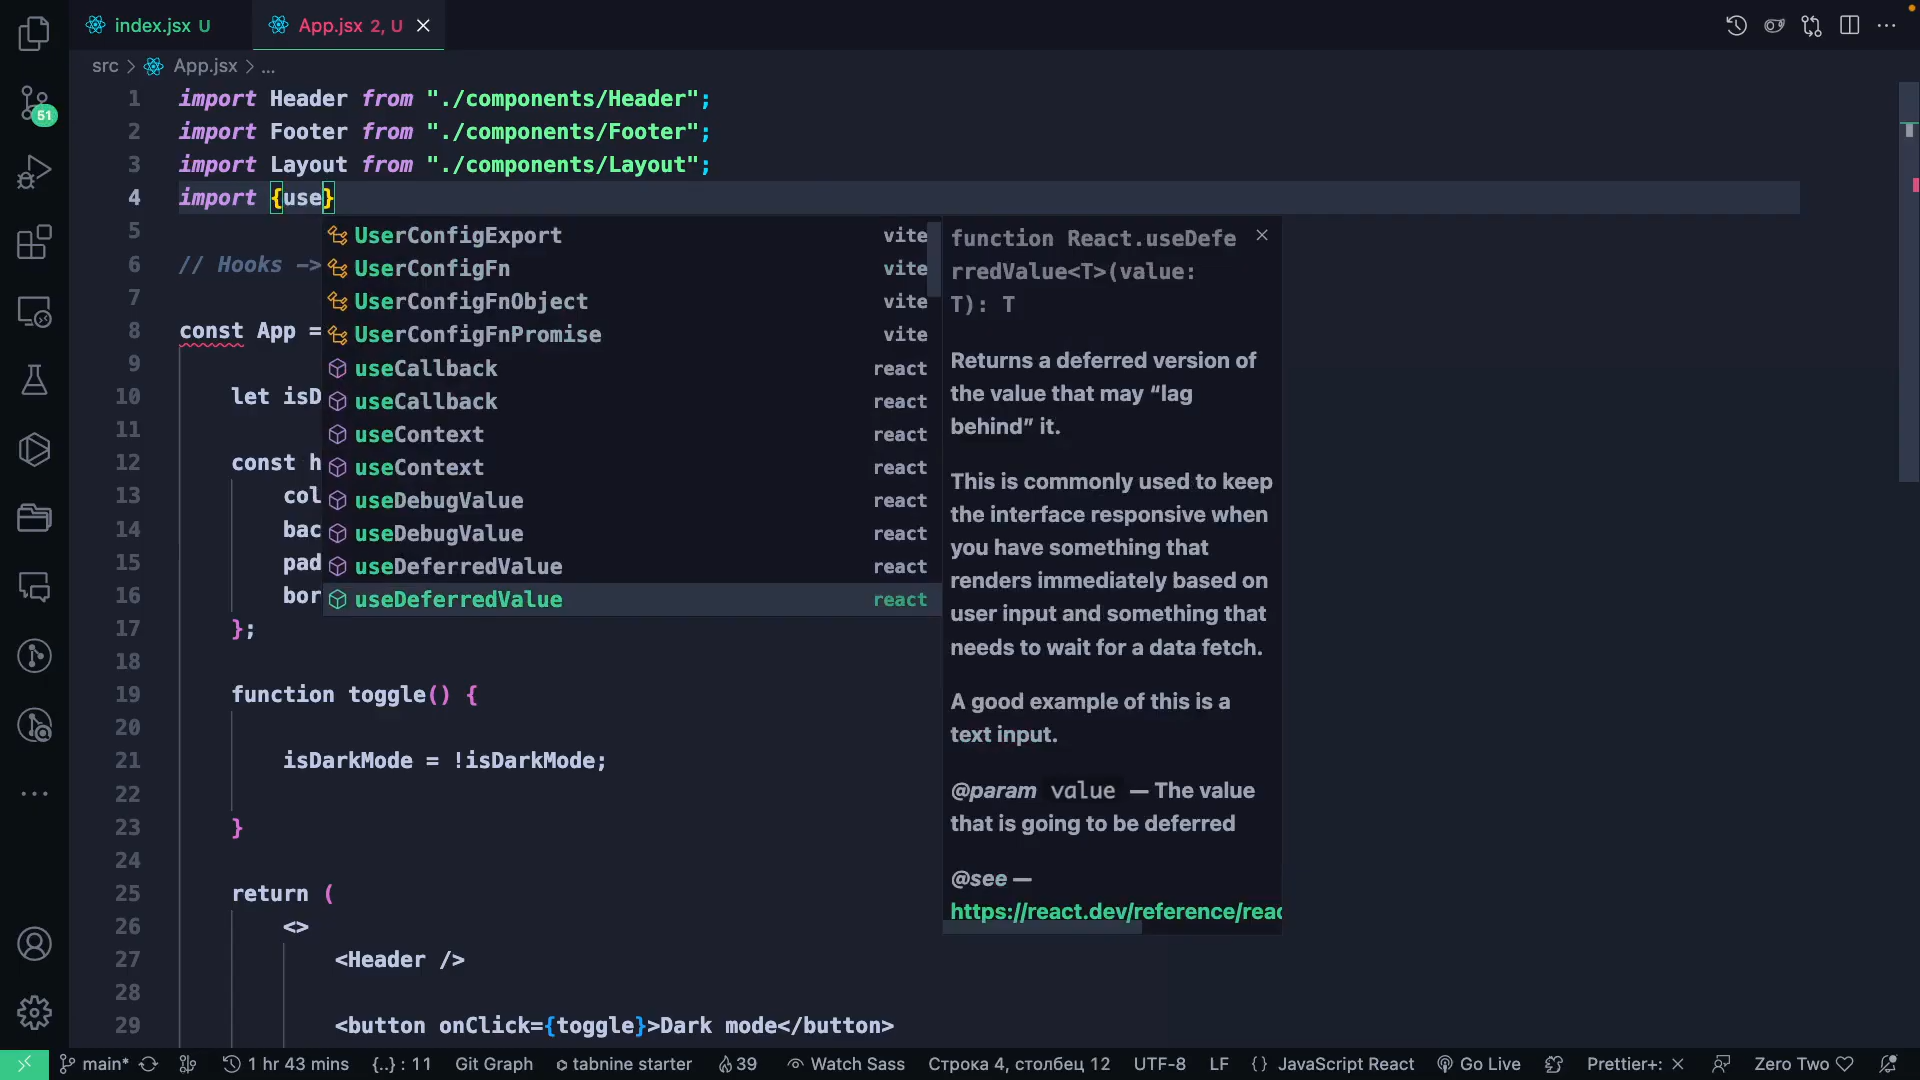 index.jsx U
App.jsx 2, U
src > App.jsx > ...
1 import Header from "./components/Header";
2 import Footer from "./components/Footer";
3 import Layout from "./components/Layout";
4 import {use}
5
6 // Hooks ->
7
8 const App =
9
10 let isD
11
12 const h
13 col
14 bac
15 pad
16 bor
17 };
18
19 function toggle() {
20
21 isDarkMode = !isDarkMode;
22
23 }
24
25 return (
26 <>
27 <Header />
28
29 <button onClick={toggle}>Dark mode</button>
UserConfigExport vite
UserConfigFn vite
UserConfigFnObject vite
UserConfigFnPromise vite
useCallback react
useCallback react
useContext react
useContext react
useDebugValue react
useDebugValue react
useDeferredValue react
useDeferredValue react
function React.useDefe
rredValue<T>(value:
T): T
Returns a deferred version of
the value that may “lag
behind” it.
This is commonly used to keep
the interface responsive when
you have something that
renders immediately based on
user input and something that
needs to wait for a data fetch.
A good example of this is a
text input.
@param value — The value
that is going to be deferred
@see —
https://react.dev/reference/reac
51
main* 1 hr 43 mins {..} : 11 Git Graph tabnine starter 39 Watch Sass Строка 4, столбец 12 UTF-8 LF {} JavaScript React Go Live Prettier+: × Zero Two